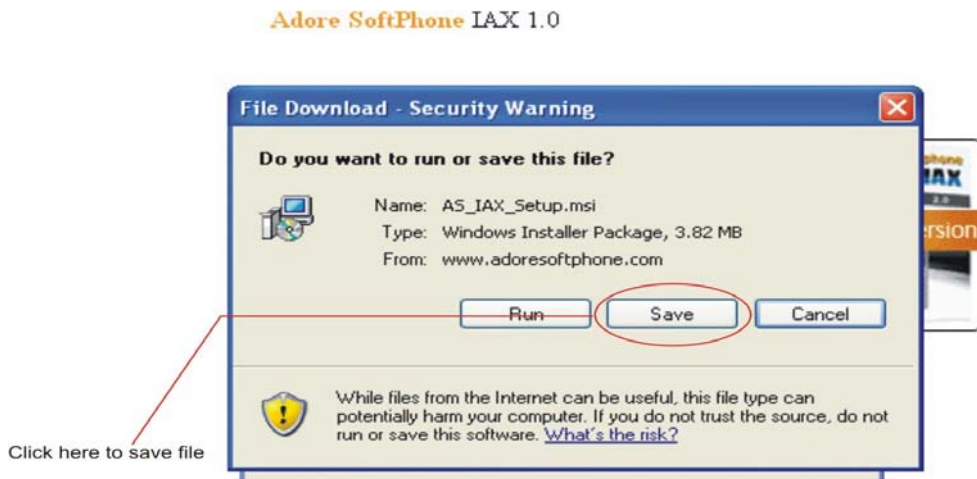 Adore SoftPhone IAX 1.0
File Download - Security Warning
Do you want to run or save this file?
Name: AS_IAX_Setup.msi
Type: Windows Installer Package, 3.82 MB
From: www.adoresoftphone.com
Run Save Cancel
phone
IAX
2.0
ersion
While files from the Internet can be useful, this file type can
potentially harm your computer. If you do not trust the source, do not
run or save this software. What's the risk?
Click here to save file